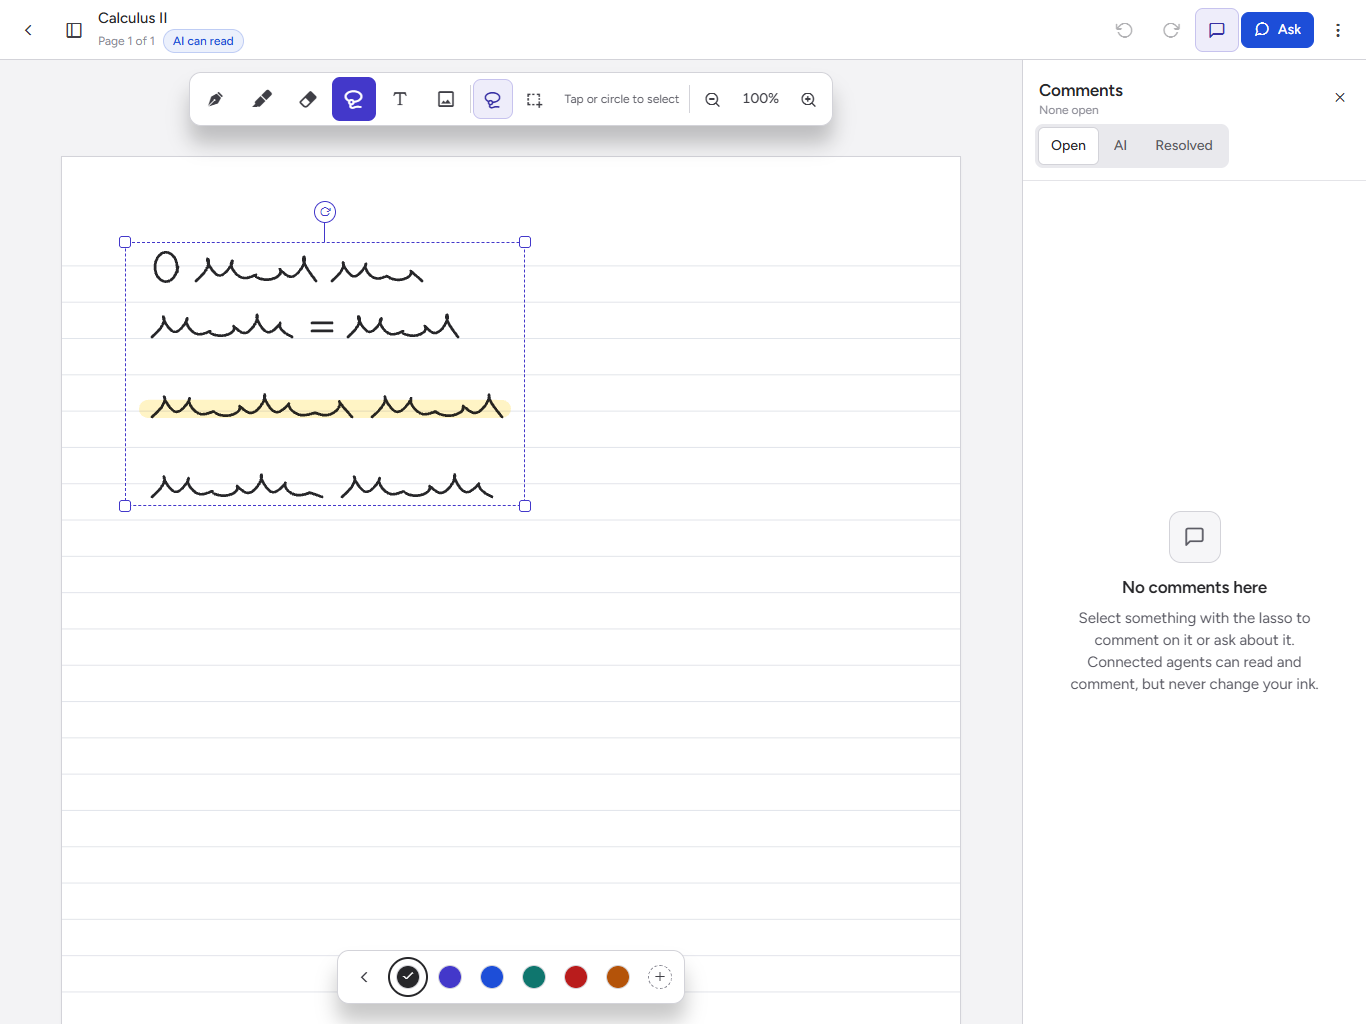 Calculus II
Page 1 of 1 AI can read
Ask
Tap or circle to select
100%
Comments
None open
Open AI Resolved
No comments here
Select something with the lasso to
comment on it or ask about it.
Connected agents can read and
comment, but never change your ink.